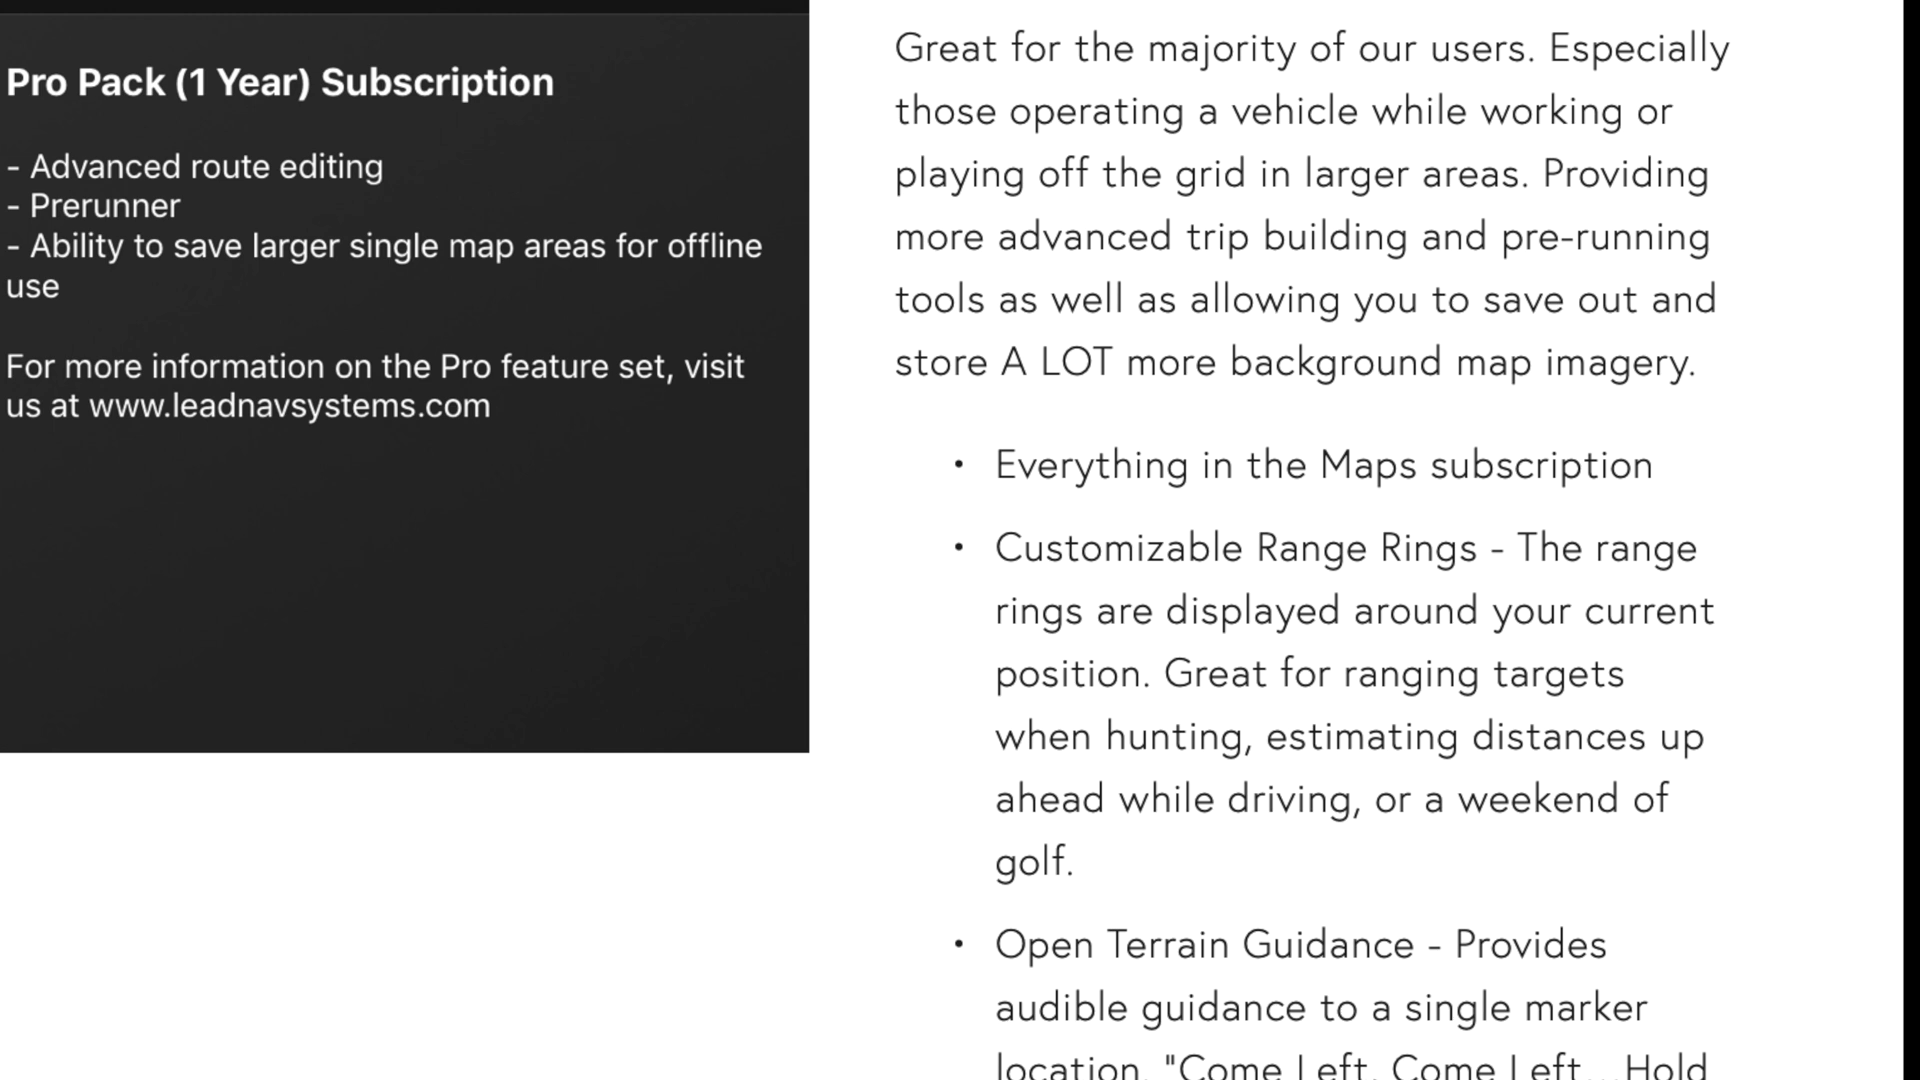 Pro Pack (1 Year) Subscription
- Advanced route editing
- Prerunner
- Ability to save larger single map areas for offline
use
For more information on the Pro feature set, visit
us at www.leadnavsystems.com
Great for the majority of our users. Especially
those operating a vehicle while working or
playing off the grid in larger areas. Providing
more advanced trip building and pre-running
tools as well as allowing you to save out and
store A LOT more background map imagery.
• Everything in the Maps subscription
• Customizable Range Rings - The range
rings are displayed around your current
position. Great for ranging targets
when hunting, estimating distances up
ahead while driving, or a weekend of
golf.
• Open Terrain Guidance - Provides
audible guidance to a single marker
location. "Come Left, Come Left...Hold